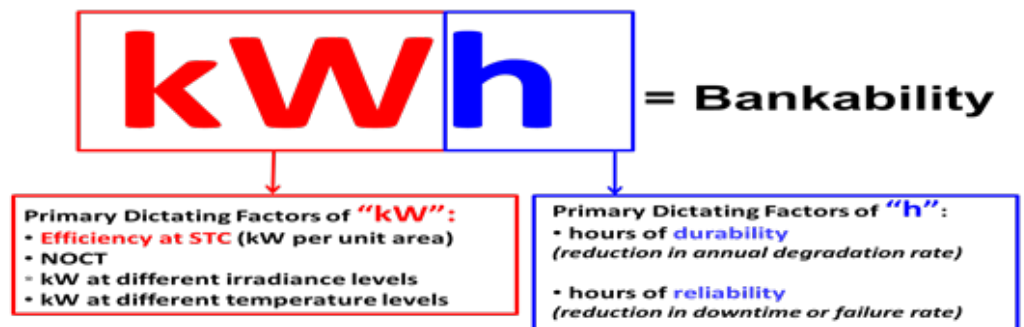 kWh = Bankability
Primary Dictating Factors of “kW”:
• Efficiency at STC (kW per unit area)
• NOCT
• kW at different irradiance levels
• kW at different temperature levels
Primary Dictating Factors of “h”:
• hours of durability
(reduction in annual degradation rate)
• hours of reliability
(reduction in downtime or failure rate)